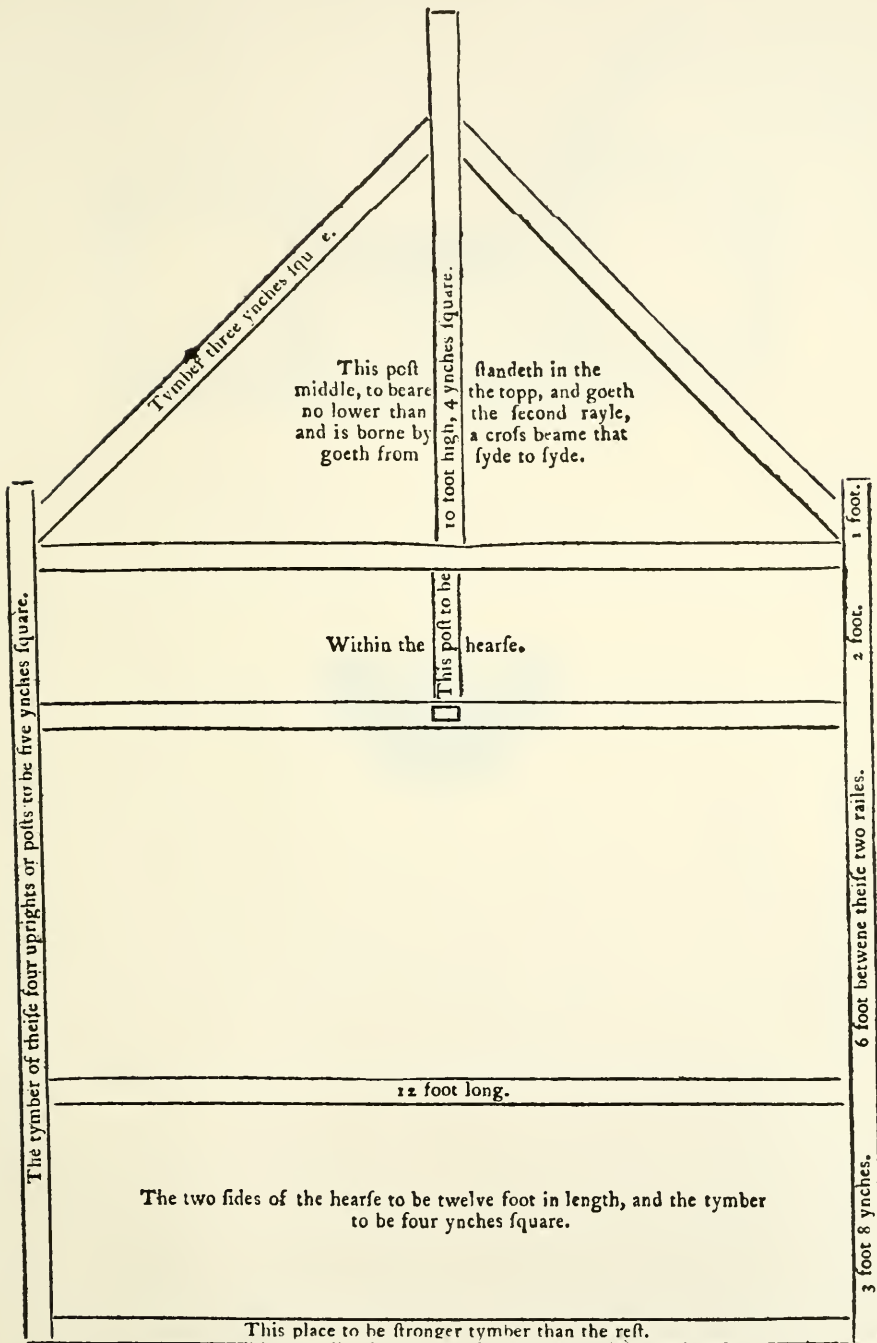 Tymber three ynches ſqu e.
This poſt ſtandeth in the
middle, to beare the topp, and goeth
no lower than the ſecond rayle,
and is borne by a croſs beame that
goeth from ſyde to ſyde.
This poſt to be 10 foot high, 4 ynches ſquare.
Within the hearſe.
The tymber of theiſe four uprights or poſts to be five ynches ſquare.
1 foot.
2 foot.
6 foot betwene theiſe two railes.
3 foot 8 ynches.
12 foot long.
The two ſides of the hearſe to be twelve foot in length, and the tymber
to be four ynches ſquare.
This place to be ſtronger tymber than the reſt.